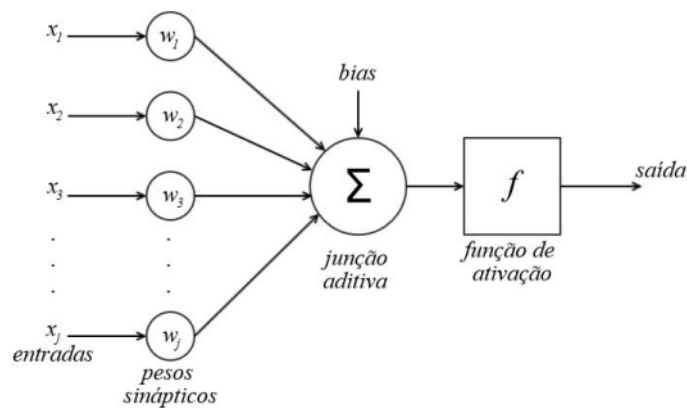 x1
w1
bias
x2
w2
saída
Σ
f
x3
w3
junção
aditiva
função de
ativação
. .
. .
. .
xj
wj
entradas
pesos
sinápticos